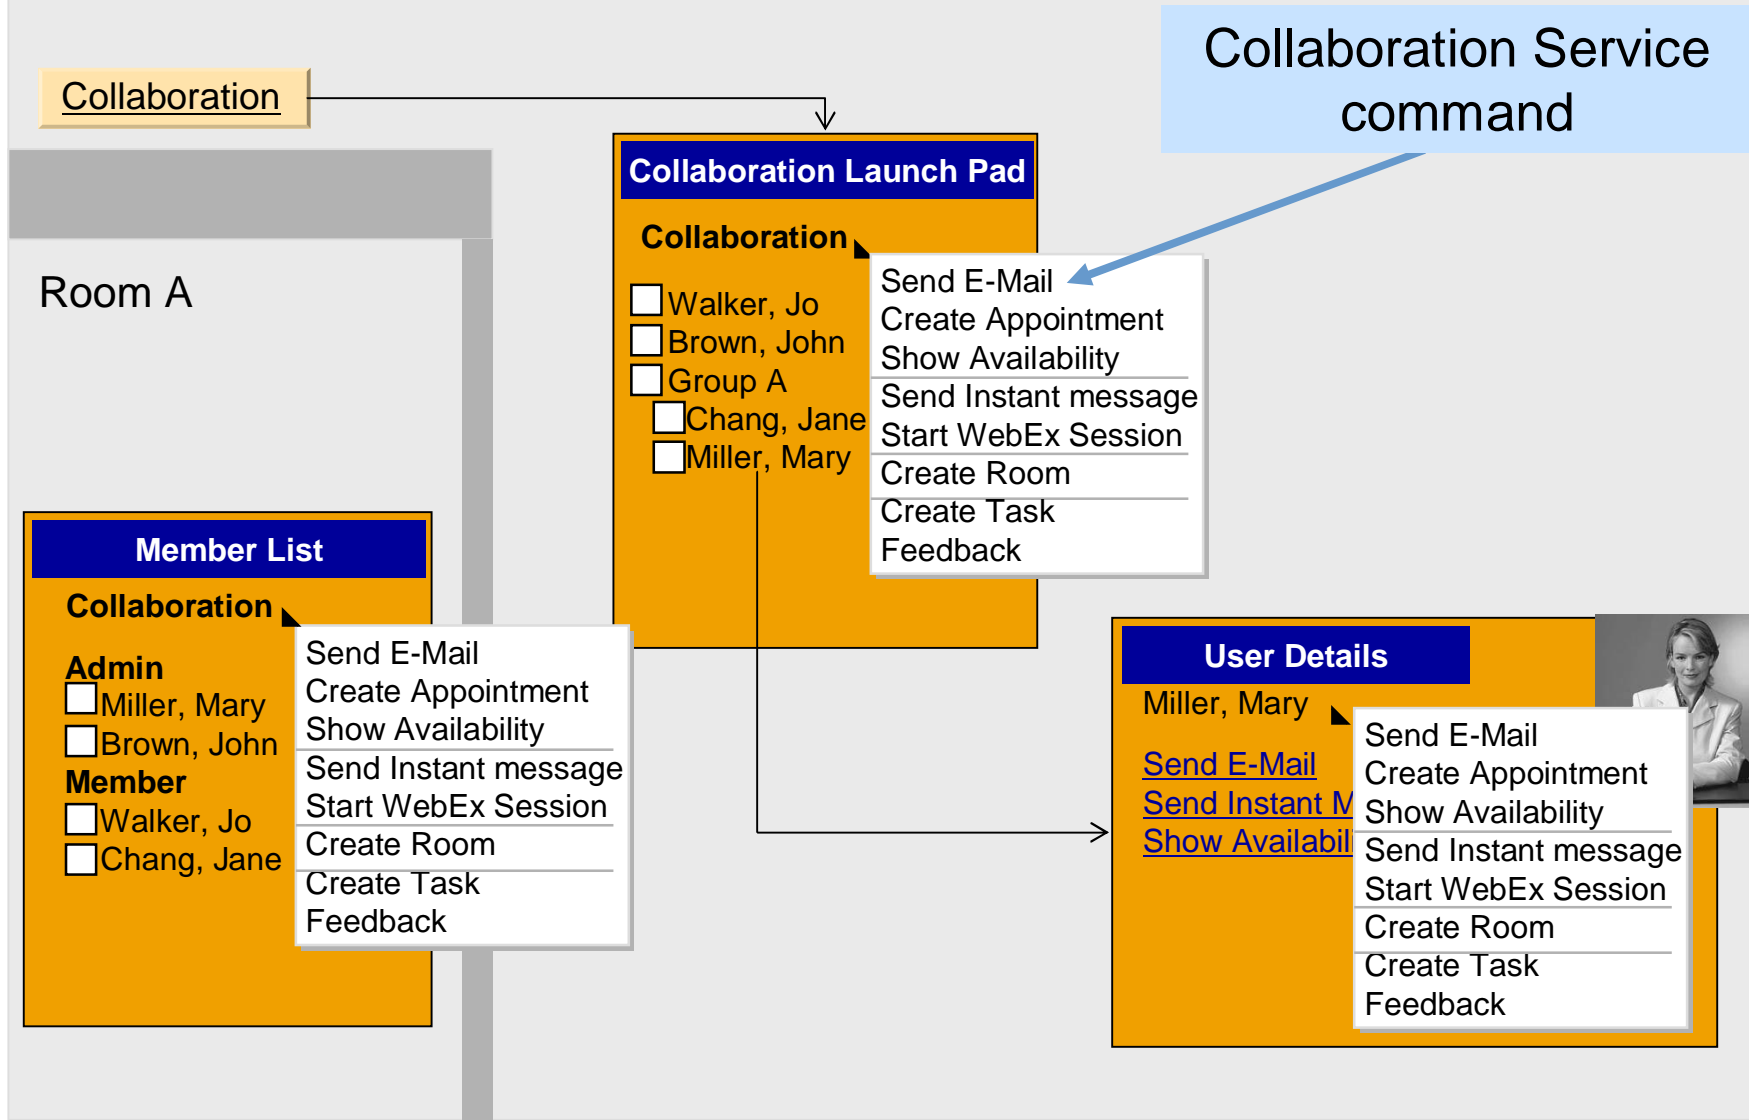 Collaboration Service
command
Collaboration
Collaboration Launch Pad
Collaboration
Walker, Jo
Brown, John
Group A
Chang, Jane
Miller, Mary
Send E-Mail
Create Appointment
Show Availability
Send Instant message
Start WebEx Session
Create Room
Create Task
Feedback
Room A
Member List
Collaboration
Admin
Miller, Mary
Brown, John
Member
Walker, Jo
Chang, Jane
Send E-Mail
Create Appointment
Show Availability
Send Instant message
Start WebEx Session
Create Room
Create Task
Feedback
User Details
Miller, Mary
Send E-Mail
Send Instant M
Show Availabili
Send E-Mail
Create Appointment
Show Availability
Send Instant message
Start WebEx Session
Create Room
Create Task
Feedback